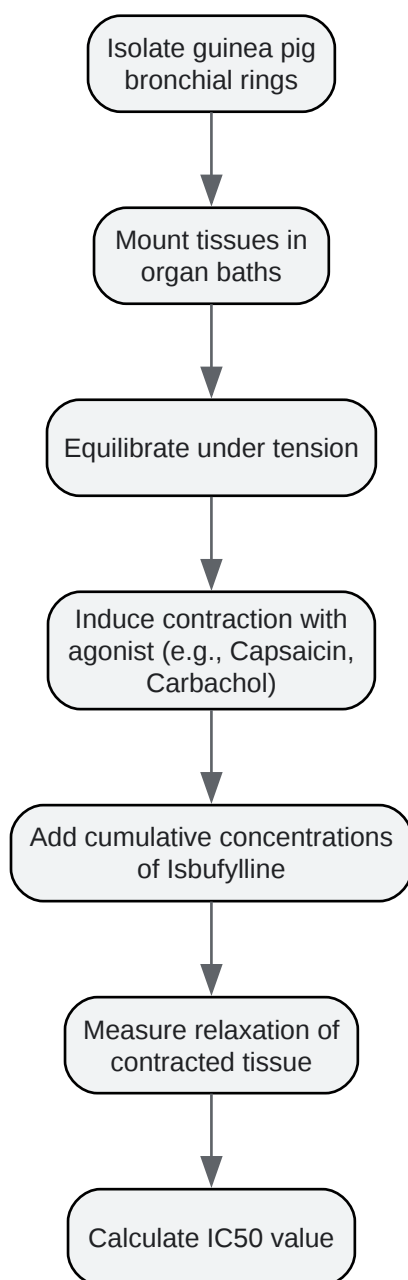 Isolate guinea pig
bronchial rings
Mount tissues in
organ baths
Equilibrate under tension
Induce contraction with
agonist (e.g., Capsaicin,
Carbachol)
Add cumulative concentrations
of Isbufylline
Measure relaxation of
contracted tissue
Calculate IC50 value